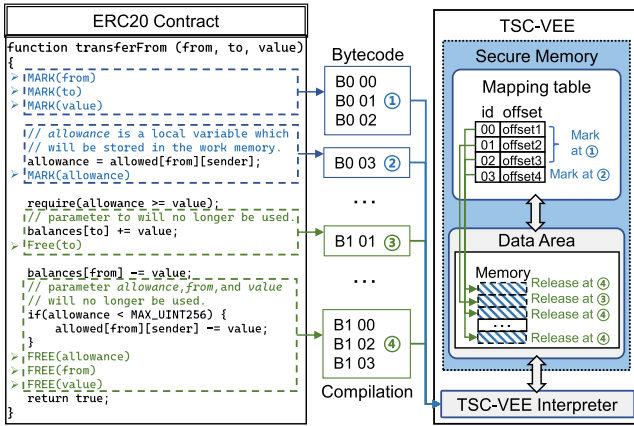 ERC20 Contract
function transferFrom (from, to, value)
{
MARK(from)
MARK(to)
MARK(value)
// allowance is a local variable which
// will be stored in the work memory.
allowance = allowed[from][sender];
MARK(allowance)
require(allowance >= value);
// parameter to will no longer be used.
balances[to] += value;
Free(to)
balances[from] -= value;
// parameter allowance,from,and value
// will no longer be used.
if(allowance < MAX_UINT256) {
allowed[from][sender] -= value;
}
FREE(allowance)
FREE(from)
FREE(value)
return true;
}
Bytecode
B0 00
B0 01 ①
B0 02
B0 03 ②
...
B1 01 ③
...
B1 00
B1 02 ④
B1 03
Compilation
TSC-VEE
Secure Memory
Mapping table
id offset
00 offset1
01 offset2
02 offset3
03 offset4
Mark
at ①
Mark at ②
Data Area
Memory
Release at ④
Release at ③
Release at ④
...
Release at ④
TSC-VEE Interpreter